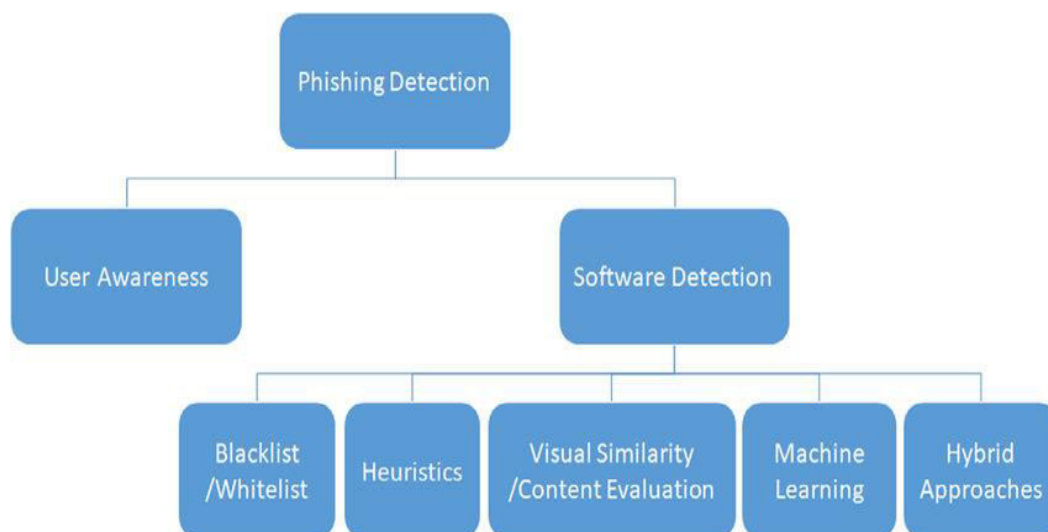 Phishing Detection
User Awareness
Software Detection
Blacklist
/Whitelist
Heuristics
Visual Similarity
/Content Evaluation
Machine
Learning
Hybrid
Approaches